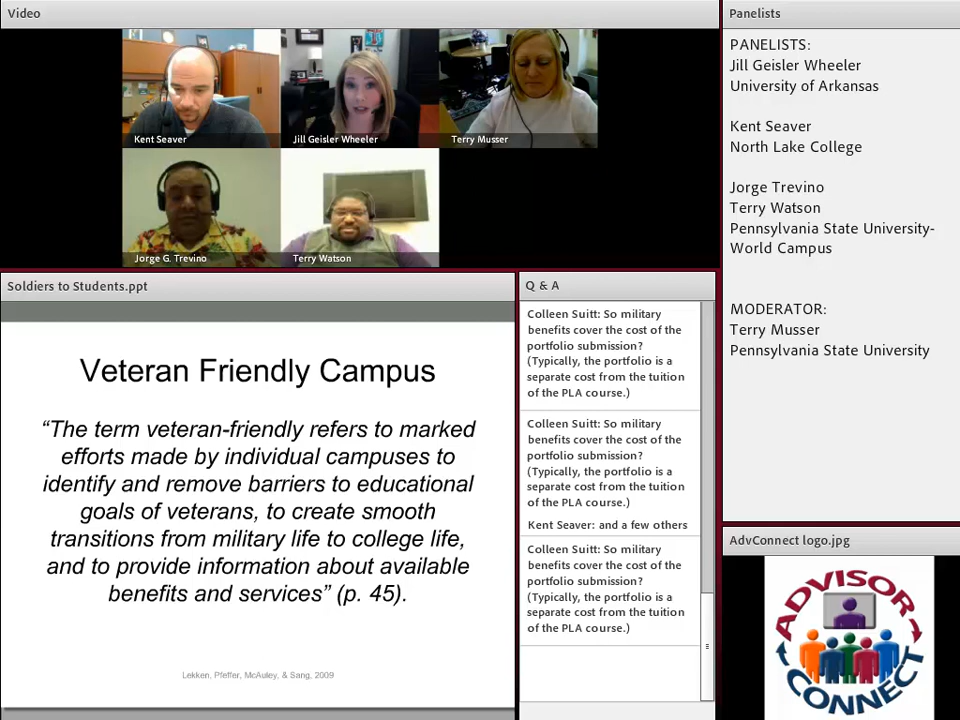 Video
Kent Seaver
Jill Geisler Wheeler
Terry Musser
Jorge G. Trevino
Terry Watson
Soldiers to Students.ppt
Veteran Friendly Campus
“The term veteran-friendly refers to marked
efforts made by individual campuses to
identify and remove barriers to educational
goals of veterans, to create smooth
transitions from military life to college life,
and to provide information about available
benefits and services” (p. 45).
Lekken, Pfeffer, McAuley, & Sang, 2009
Q & A
Colleen Suitt: So military
benefits cover the cost of the
portfolio submission?
(Typically, the portfolio is a
separate cost from the tuition
of the PLA course.)
Colleen Suitt: So military
benefits cover the cost of the
portfolio submission?
(Typically, the portfolio is a
separate cost from the tuition
of the PLA course.)
Kent Seaver: and a few others
Colleen Suitt: So military
benefits cover the cost of the
portfolio submission?
(Typically, the portfolio is a
separate cost from the tuition
of the PLA course.)
Panelists
PANELISTS:
Jill Geisler Wheeler
University of Arkansas
Kent Seaver
North Lake College
Jorge Trevino
Terry Watson
Pennsylvania State University-
World Campus
MODERATOR:
Terry Musser
Pennsylvania State University
AdvConnect logo.jpg
ADVISOR
CONNECT